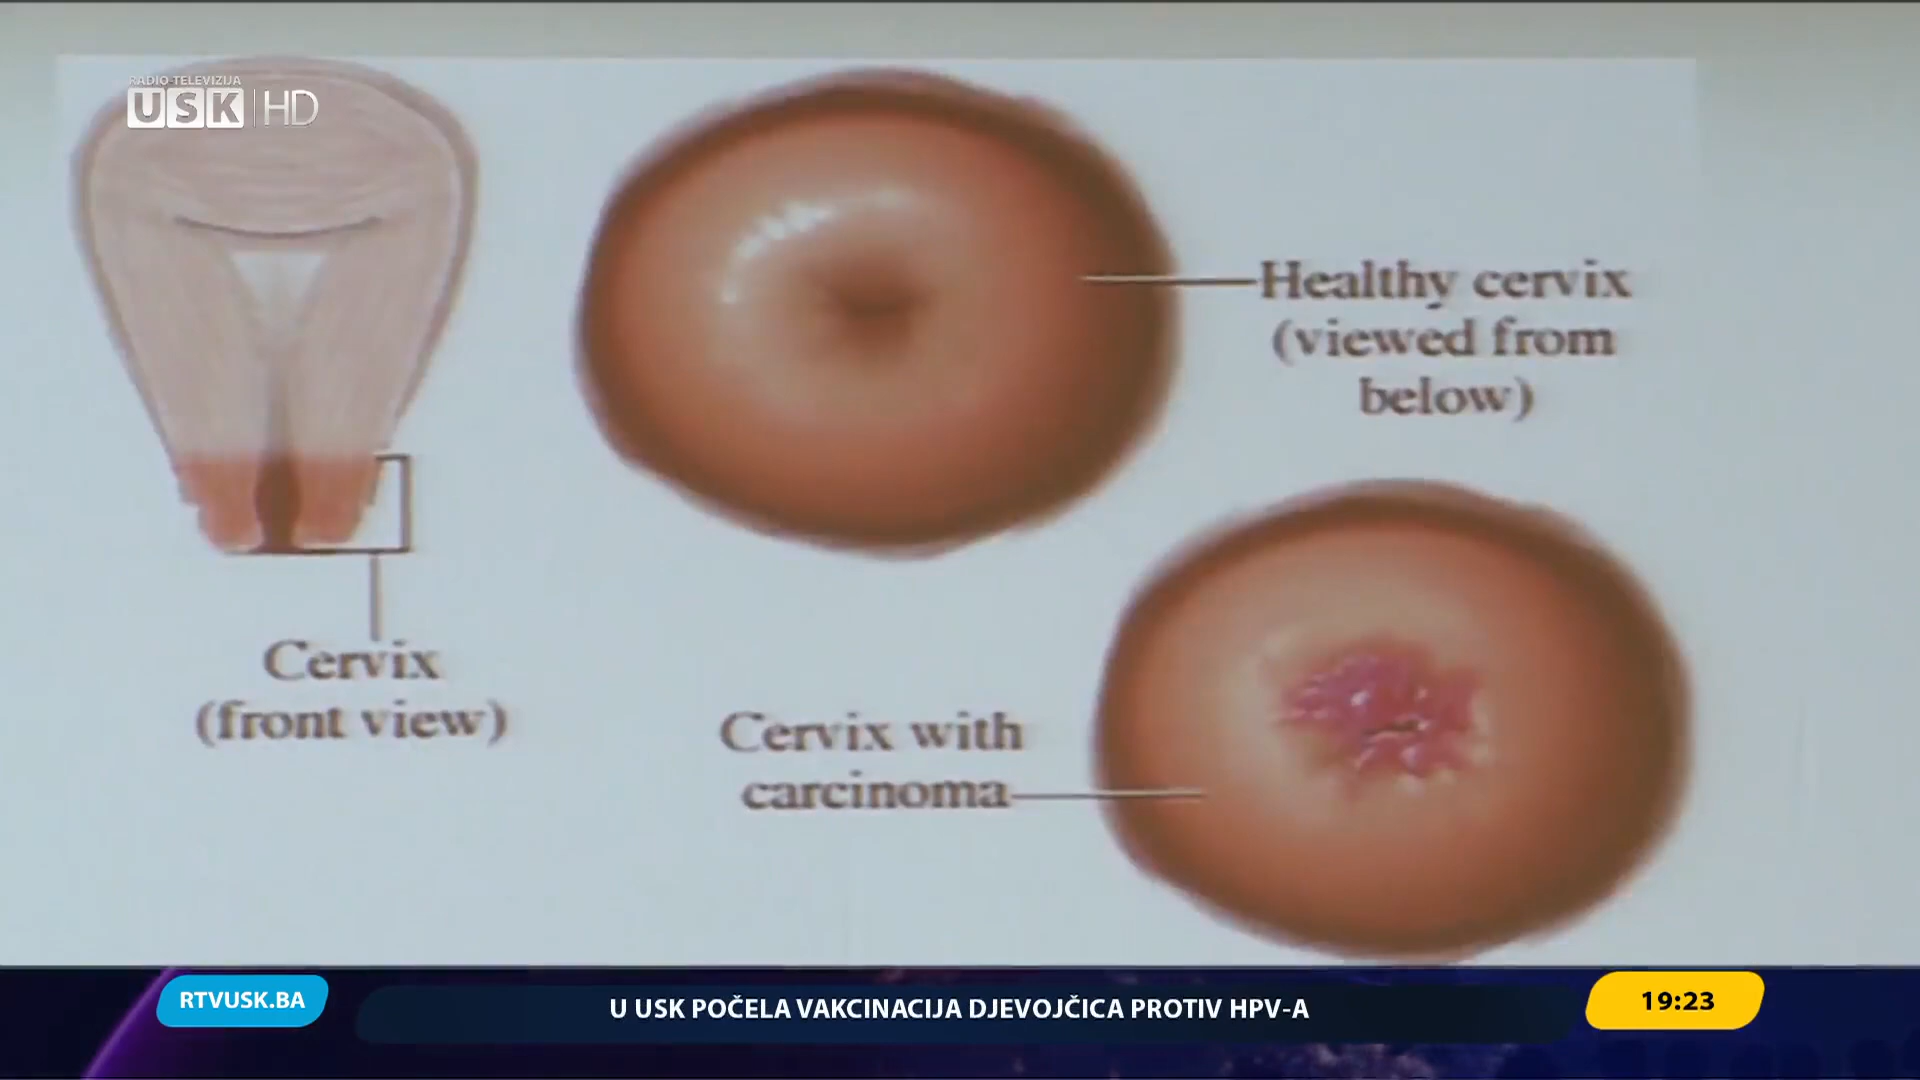 RADIO-TELEVIZIJA
USK HD
Healthy cervix
(viewed from
below)
Cervix
(front view)
Cervix with
carcinoma
RTVUSK.BA
U USK POČELA VAKCINACIJA DJEVOJČICA PROTIV HPV-A
19:23